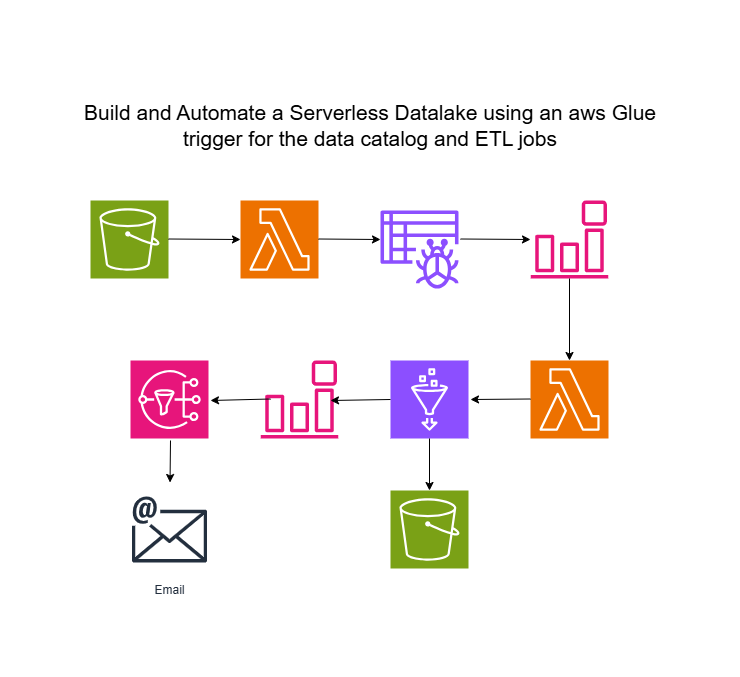 Build and Automate a Serverless Datalake using an aws Glue
trigger for the data catalog and ETL jobs
@
Email